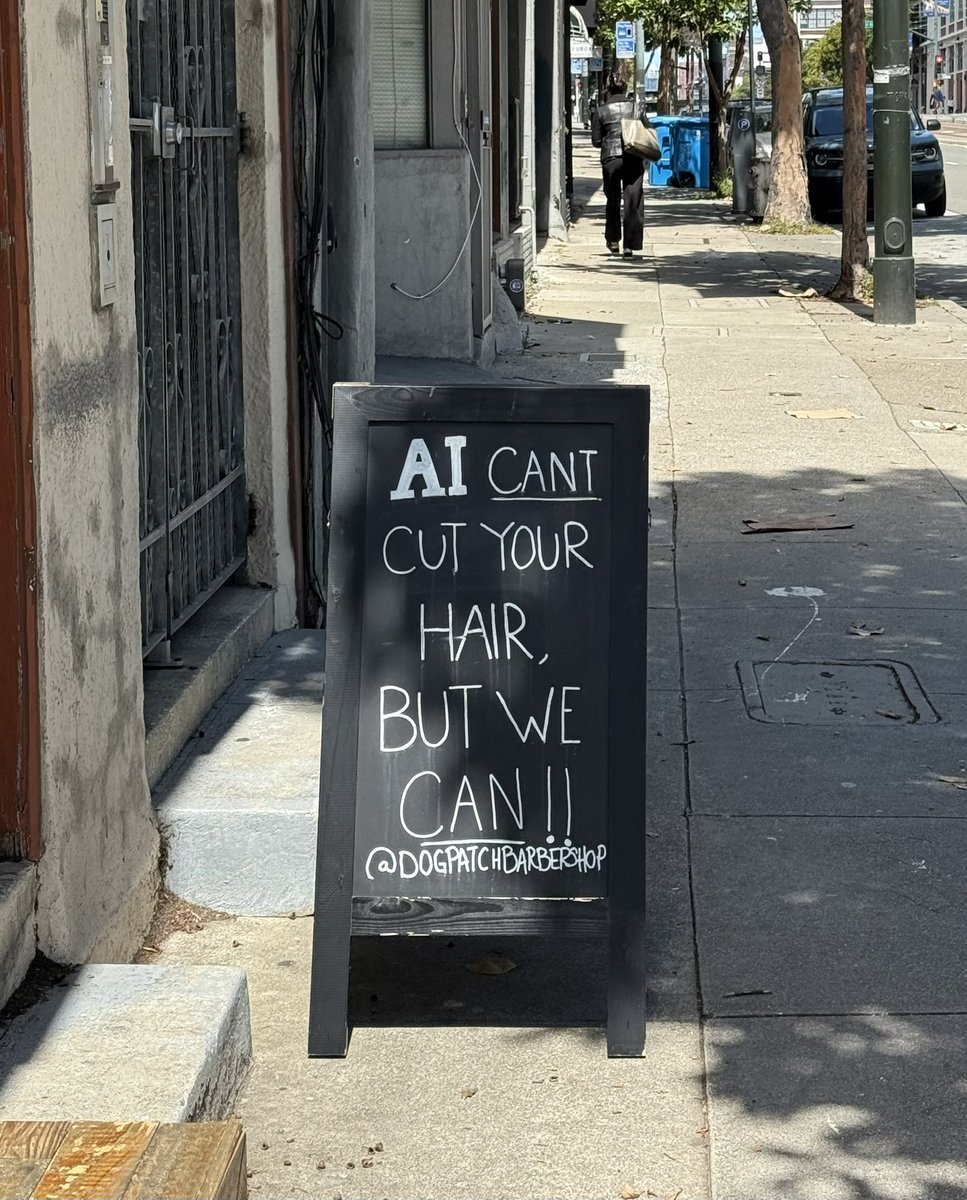 AI CANT
CUT YOUR
HAIR,
BUT WE
CAN!!
@DOGPATCHBARBERSHOP